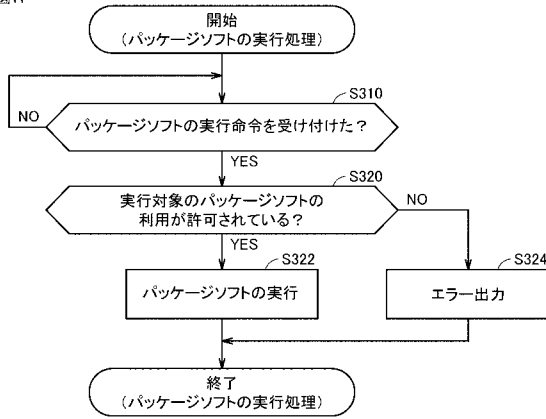 開始
(パッケージソフトの実行処理)
S310
NO
パッケージソフトの実行命令を受け付けた?
YES
S320
実行対象のパッケージソフトの
利用が許可されている?
NO
YES
S322
S324
パッケージソフトの実行
エラー出力
終了
(パッケージソフトの実行処理)